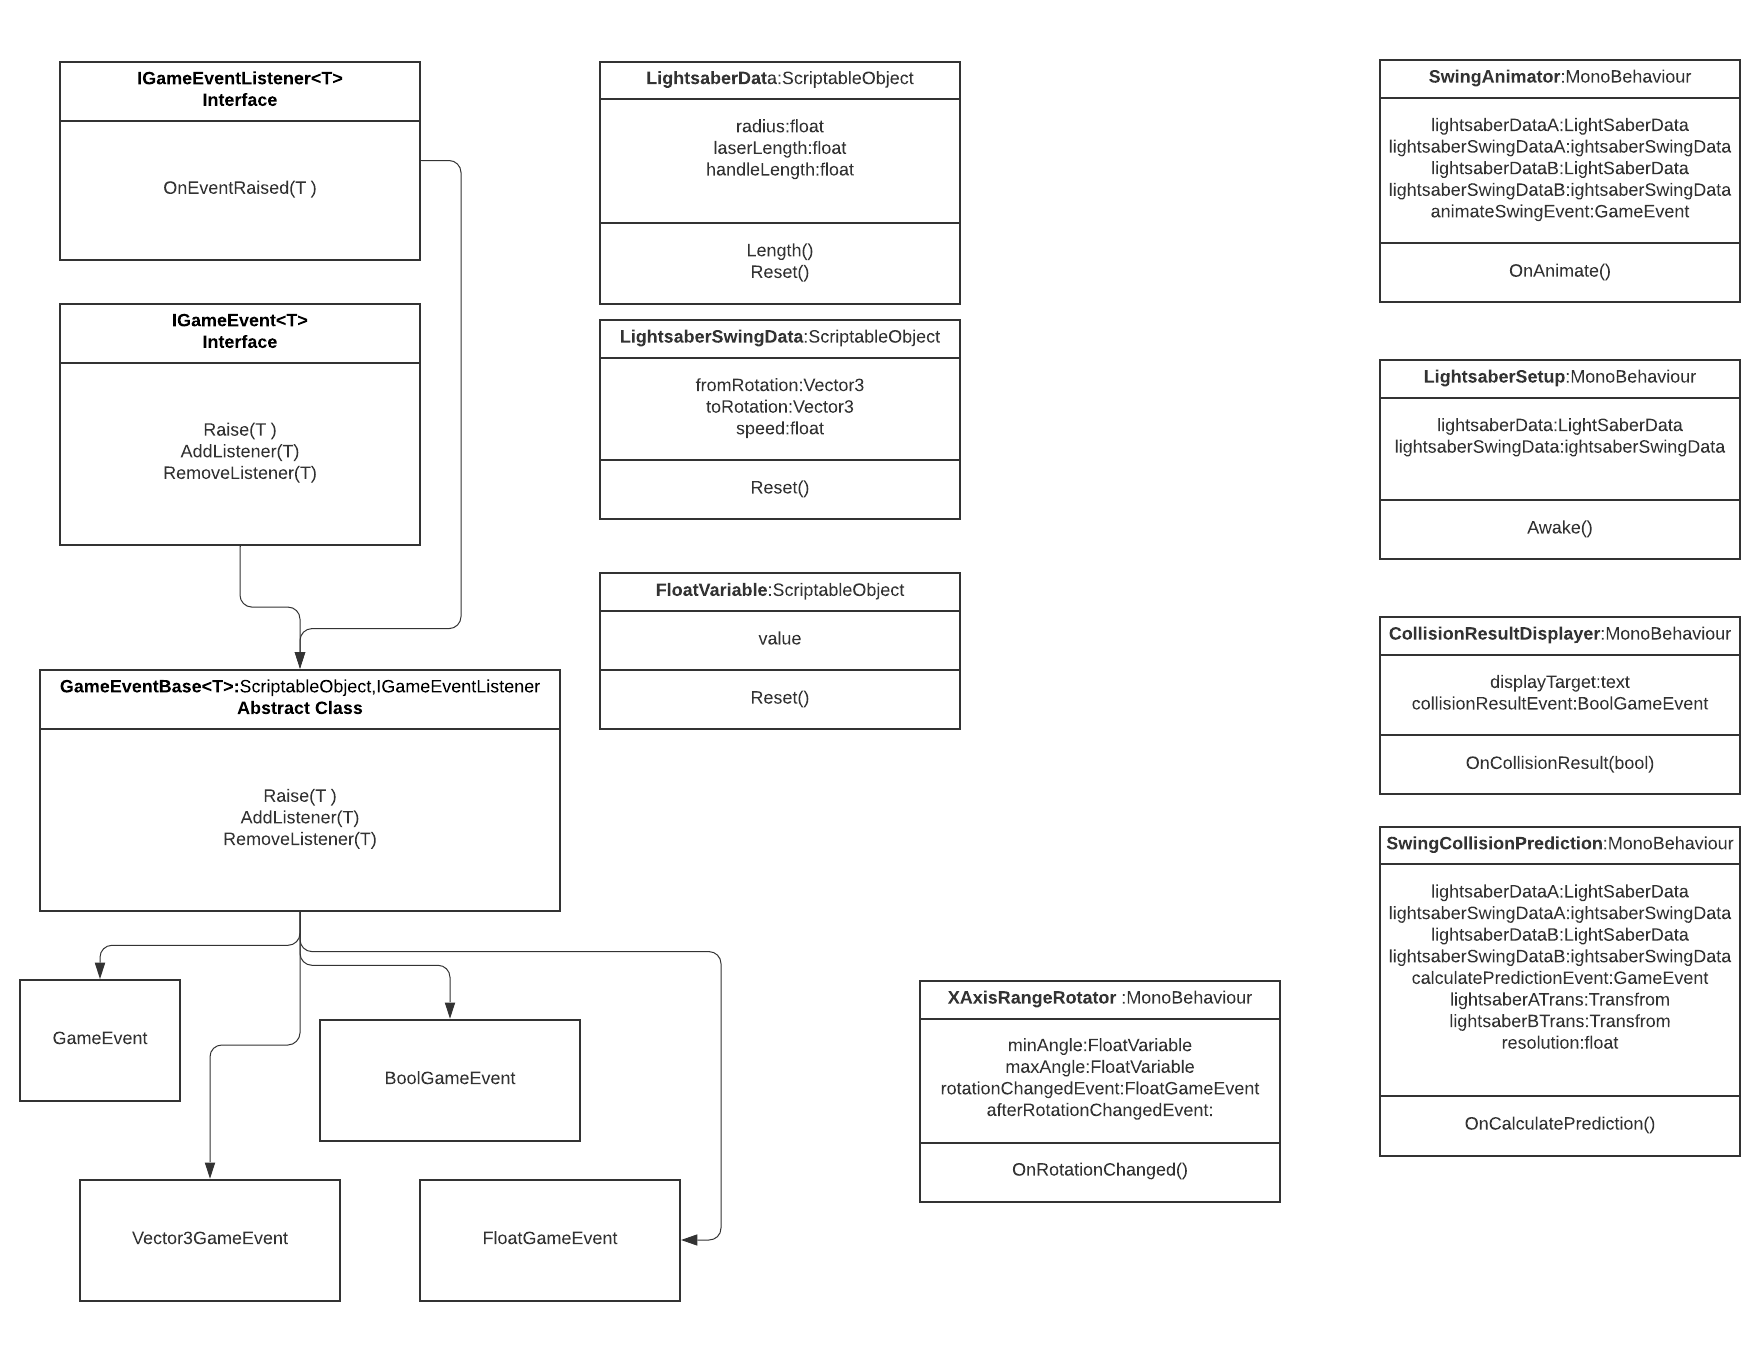 IGameEventListener<T>
Interface
OnEventRaised(T )
IGameEvent<T>
Interface
Raise(T )
AddListener(T)
RemoveListener(T)
GameEventBase<T>:ScriptableObject,IGameEventListener
Abstract Class
Raise(T )
AddListener(T)
RemoveListener(T)
GameEvent
BoolGameEvent
Vector3GameEvent
FloatGameEvent
LightsaberData:ScriptableObject
radius:float
laserLength:float
handleLength:float
Length()
Reset()
LightsaberSwingData:ScriptableObject
fromRotation:Vector3
toRotation:Vector3
speed:float
Reset()
FloatVariable:ScriptableObject
value
Reset()
XAxisRangeRotator :MonoBehaviour
minAngle:FloatVariable
maxAngle:FloatVariable
rotationChangedEvent:FloatGameEvent
afterRotationChangedEvent:
OnRotationChanged()
SwingAnimator:MonoBehaviour
lightsaberDataA:LightSaberData
lightsaberSwingDataA:ightsaberSwingData
lightsaberDataB:LightSaberData
lightsaberSwingDataB:ightsaberSwingData
animateSwingEvent:GameEvent
OnAnimate()
LightsaberSetup:MonoBehaviour
lightsaberData:LightSaberData
lightsaberSwingData:ightsaberSwingData
Awake()
CollisionResultDisplayer:MonoBehaviour
displayTarget:text
collisionResultEvent:BoolGameEvent
OnCollisionResult(bool)
SwingCollisionPrediction:MonoBehaviour
lightsaberDataA:LightSaberData
lightsaberSwingDataA:ightsaberSwingData
lightsaberDataB:LightSaberData
lightsaberSwingDataB:ightsaberSwingData
calculatePredictionEvent:GameEvent
lightsaberATrans:Transfrom
lightsaberBTrans:Transfrom
resolution:float
OnCalculatePrediction()